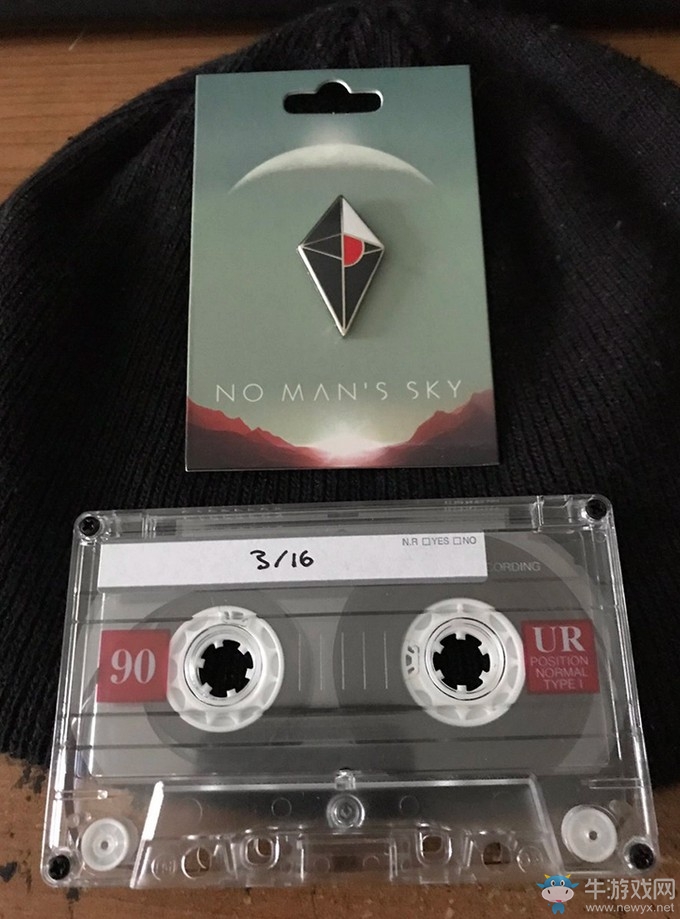 NO MAN'S SKY
N.R □YES □NO
3/16
CORDING
90
UR
POSITION
NORMAL
TYPE I
牛游戏网
www.newyx.net